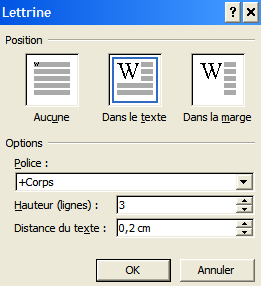 Lettrine
Position
Aucune
Dans le texte
Dans la marge
Options
Police :
+Corps
Hauteur (lignes) : 3
Distance du texte : 0,2 cm
OK
Annuler